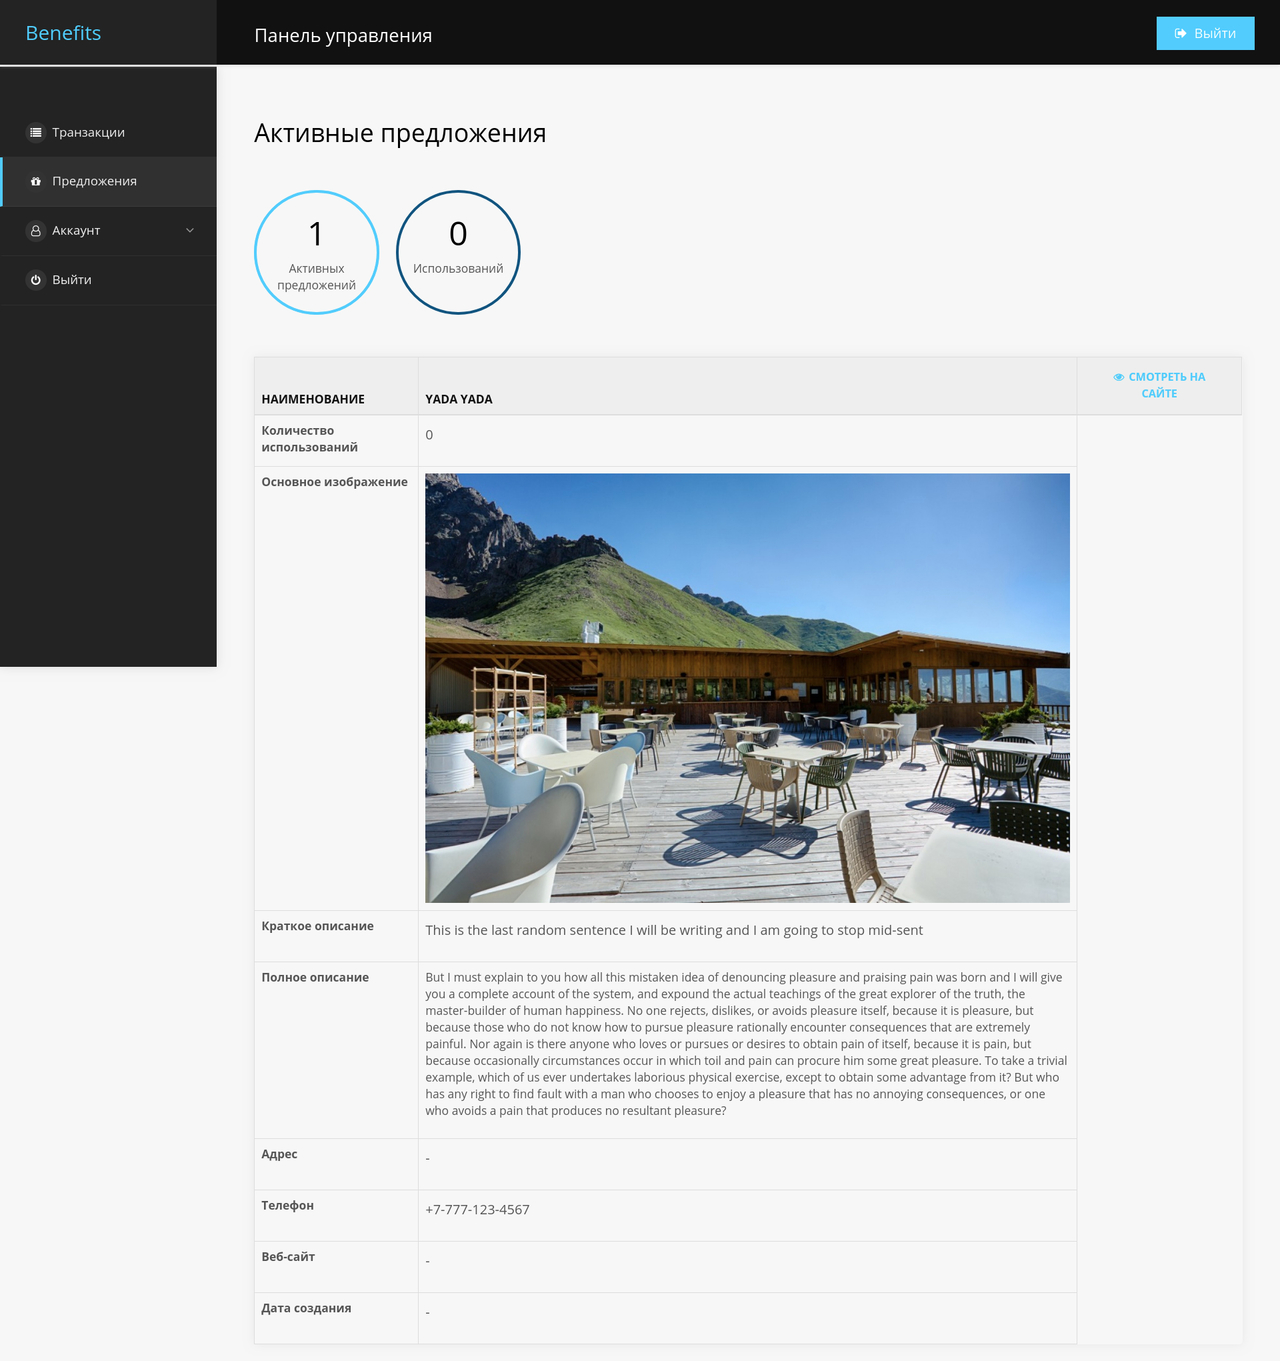 Benefits
Панель управления
Выйти
Транзакции
Предложения
Аккаунт
Выйти
Активные предложения
1
Активных
предложений
0
Использований
НАИМЕНОВАНИЕ
YADA YADA
СМОТРЕТЬ НА
САЙТЕ
Количество
использований
0
Основное изображение
Краткое описание
This is the last random sentence I will be writing and I am going to stop mid-sent
Полное описание
But I must explain to you how all this mistaken idea of denouncing pleasure and praising pain was born and I will give
you a complete account of the system, and expound the actual teachings of the great explorer of the truth, the
master-builder of human happiness. No one rejects, dislikes, or avoids pleasure itself, because it is pleasure, but
because those who do not know how to pursue pleasure rationally encounter consequences that are extremely
painful. Nor again is there anyone who loves or pursues or desires to obtain pain of itself, because it is pain, but
because occasionally circumstances occur in which toil and pain can procure him some great pleasure. To take a trivial
example, which of us ever undertakes laborious physical exercise, except to obtain some advantage from it? But who
has any right to find fault with a man who chooses to enjoy a pleasure that has no annoying consequences, or one
who avoids a pain that produces no resultant pleasure?
Адрес
-
Телефон
+7-777-123-4567
Веб-сайт
-
Дата создания
-